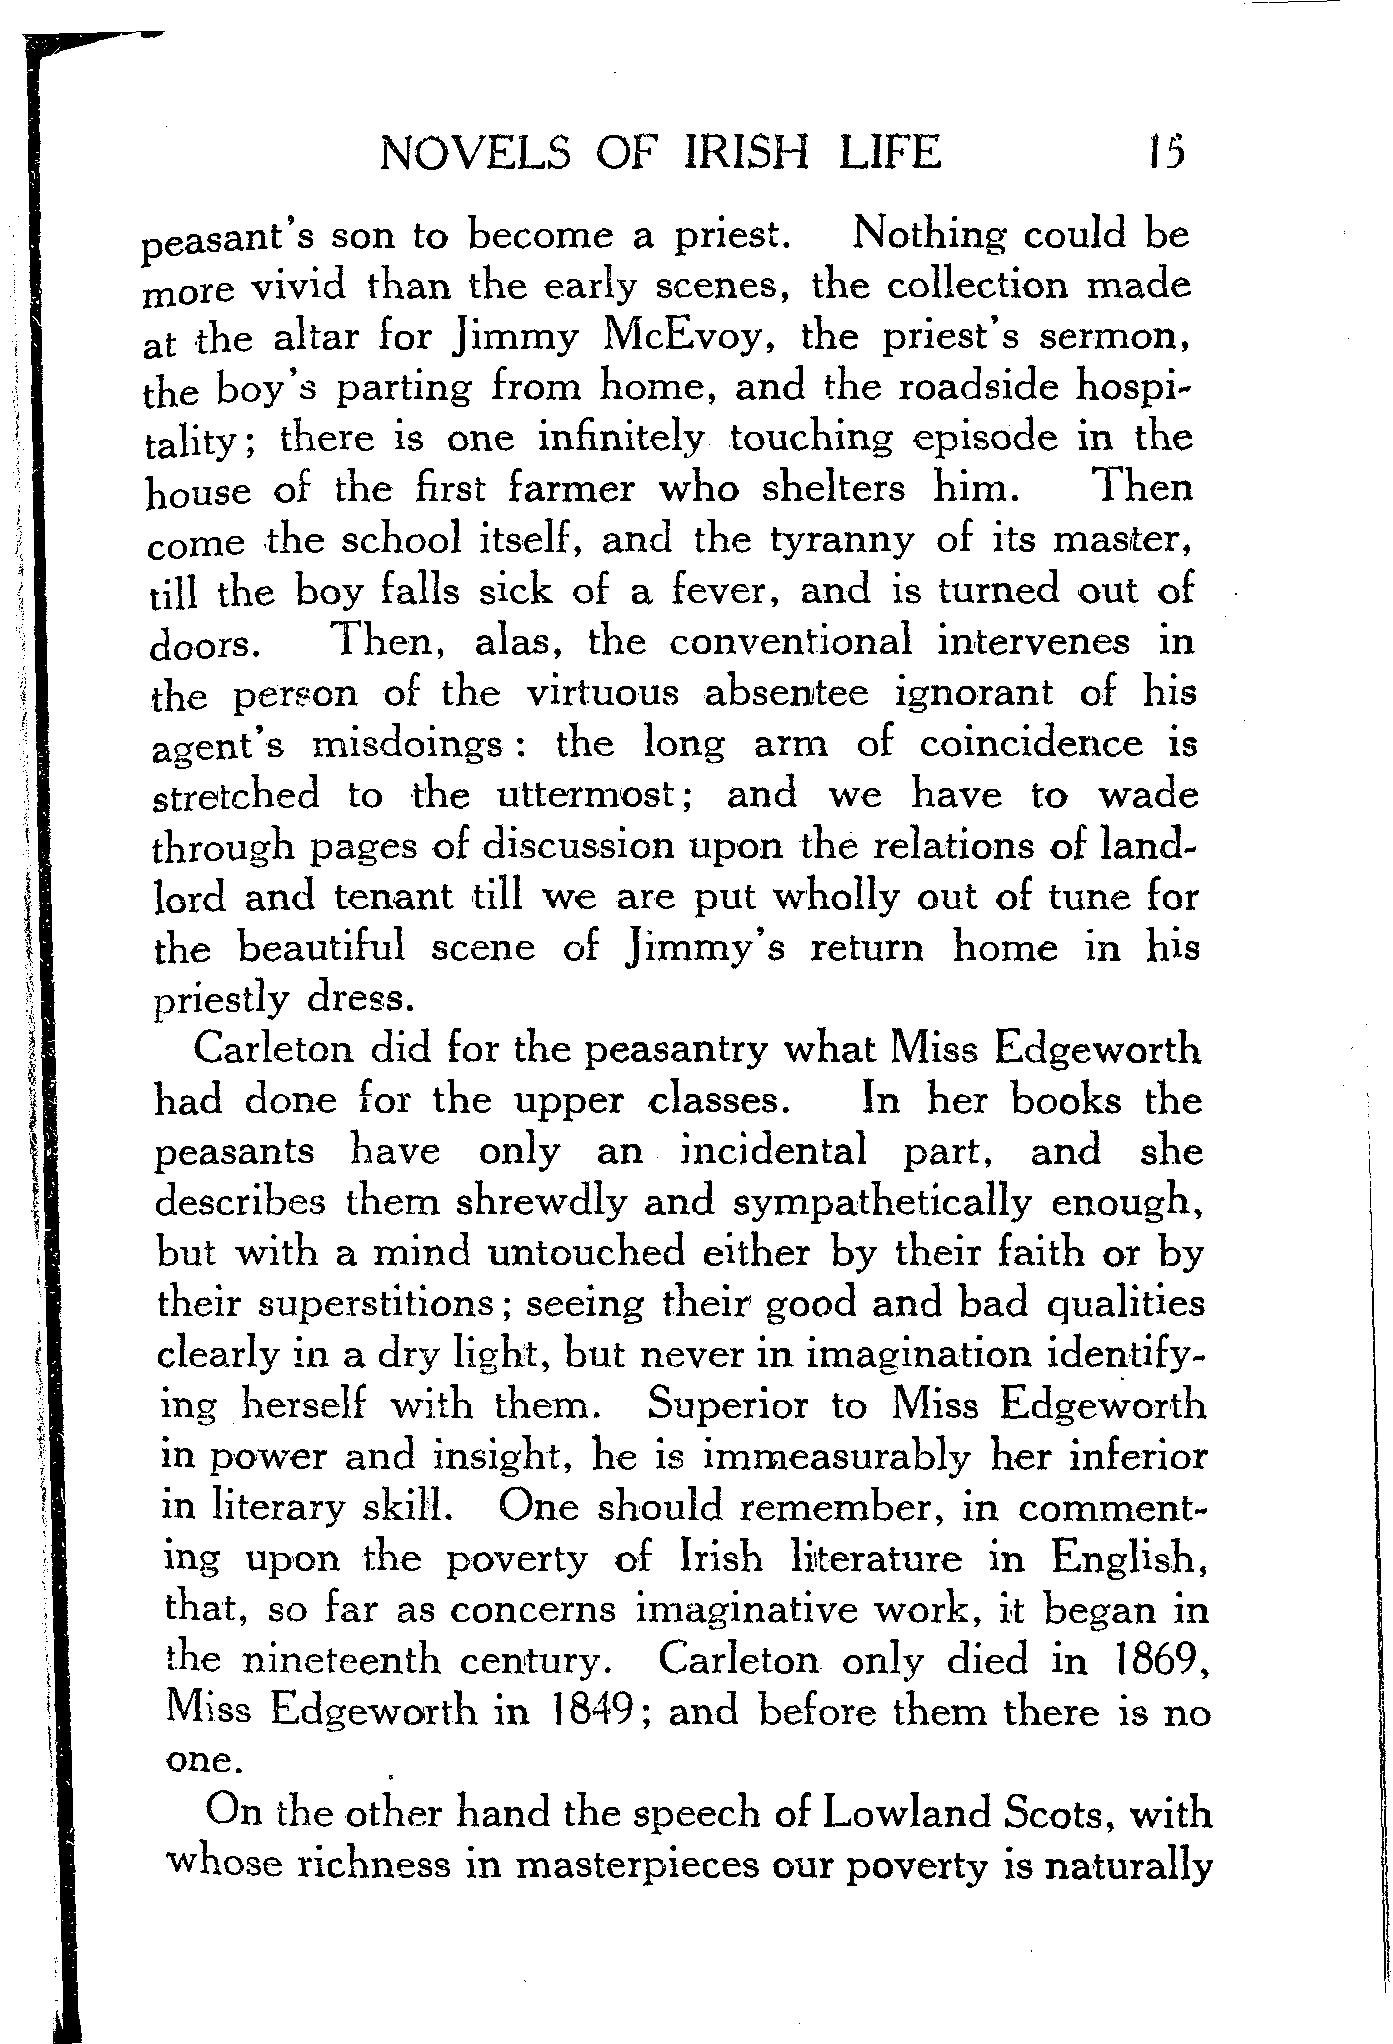 NOVELS OF IRISH LIFE 15
peasant's son to become a priest. Nothing could be
more vivid than the early scenes, the collection made
at the altar for Jimmy McEvoy, the priest's sermon,
the boy's parting from home, and the roadside hospi-
tality; there is one infinitely touching episode in the
house of the first farmer who shelters him. Then
come the school itself, and the tyranny of its master,
till the boy falls sick of a fever, and is turned out of
doors. Then, alas, the conventional intervenes in
the person of the virtuous absentee ignorant of his
agent's misdoings: the long arm of coincidence is
stretched to the uttermost; and we have to wade
through pages of discussion upon the relations of land-
lord and tenant till we are put wholly out of tune for
the beautiful scene of Jimmy's return home in his
priestly dress.
Carleton did for the peasantry what Miss Edgeworth
had done for the upper classes. In her books the
peasants have only an incidental part, and she
describes them shrewdly and sympathetically enough,
but with a mind untouched either by their faith or by
their superstitions; seeing their good and bad qualities
clearly in a dry light, but never in imagination identify-
ing herself with them. Superior to Miss Edgeworth
in power and insight, he is immeasurably her inferior
in literary skill. One should remember, in comment-
ing upon the poverty of Irish literature in English,
that, so far as concerns imaginative work, it began in
the nineteenth century. Carleton only died in 1869,
Miss Edgeworth in 1849; and before them there is no
one.
On the other hand the speech of Lowland Scots, with
whose richness in masterpieces our poverty is naturally